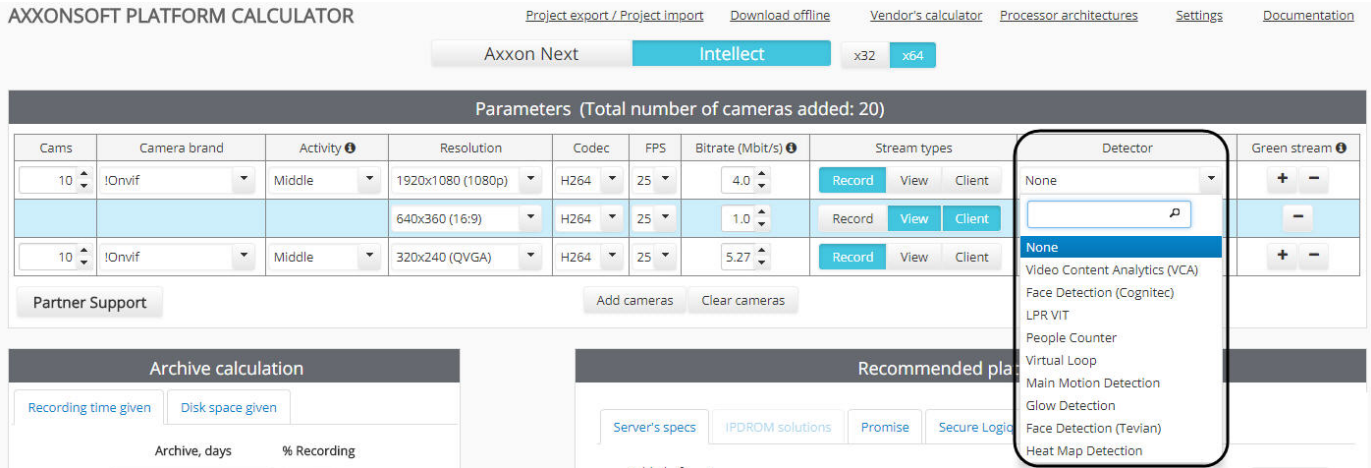 AXXONSOFT PLATFORM CALCULATOR
Project export / Project import Download offline Vendor's calculator Processor architectures Settings Documentation
Axxon Next Intellect x32 x64
Parameters (Total number of cameras added: 20)
Cams Camera brand Activity Resolution Codec FPS Bitrate (Mbit/s) Stream types Detector Green stream
10 !Onvif Middle 1920x1080 (1080p) H264 25 4.0 Record View Client None + −
640x360 (16:9) H264 25 1.0 Record View Client −
10 !Onvif Middle 320x240 (QVGA) H264 25 5.27 Record View Client + −
None
Video Content Analytics (VCA)
Face Detection (Cognitec)
LPR VIT
People Counter
Virtual Loop
Main Motion Detection
Glow Detection
Face Detection (Tevian)
Heat Map Detection
Partner Support Add cameras Clear cameras
Archive calculation
Recording time given Disk space given
Archive, days % Recording
Recommended
Server's specs IPDROM solutions Promise Secure